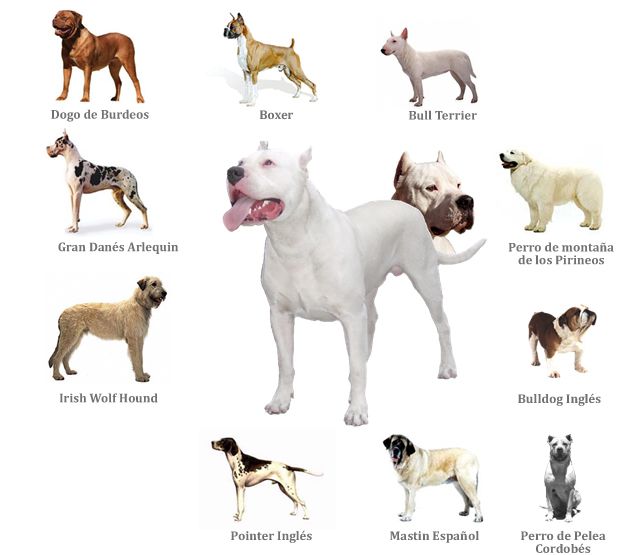 Dogo de Burdeos
Boxer
Bull Terrier
Gran Danés Arlequin
Perro de montaña
de los Pirineos
Irish Wolf Hound
Bulldog Inglés
Pointer Inglés
Mastin Español
Perro de Pelea
Cordobés